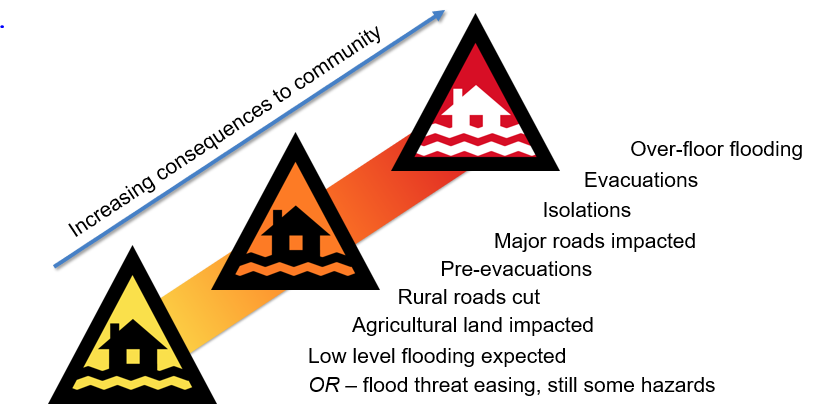 Increasing consequences to community
Over-floor flooding
Evacuations
Isolations
Major roads impacted
Pre-evacuations
Rural roads cut
Agricultural land impacted
Low level flooding expected
OR – flood threat easing, still some hazards